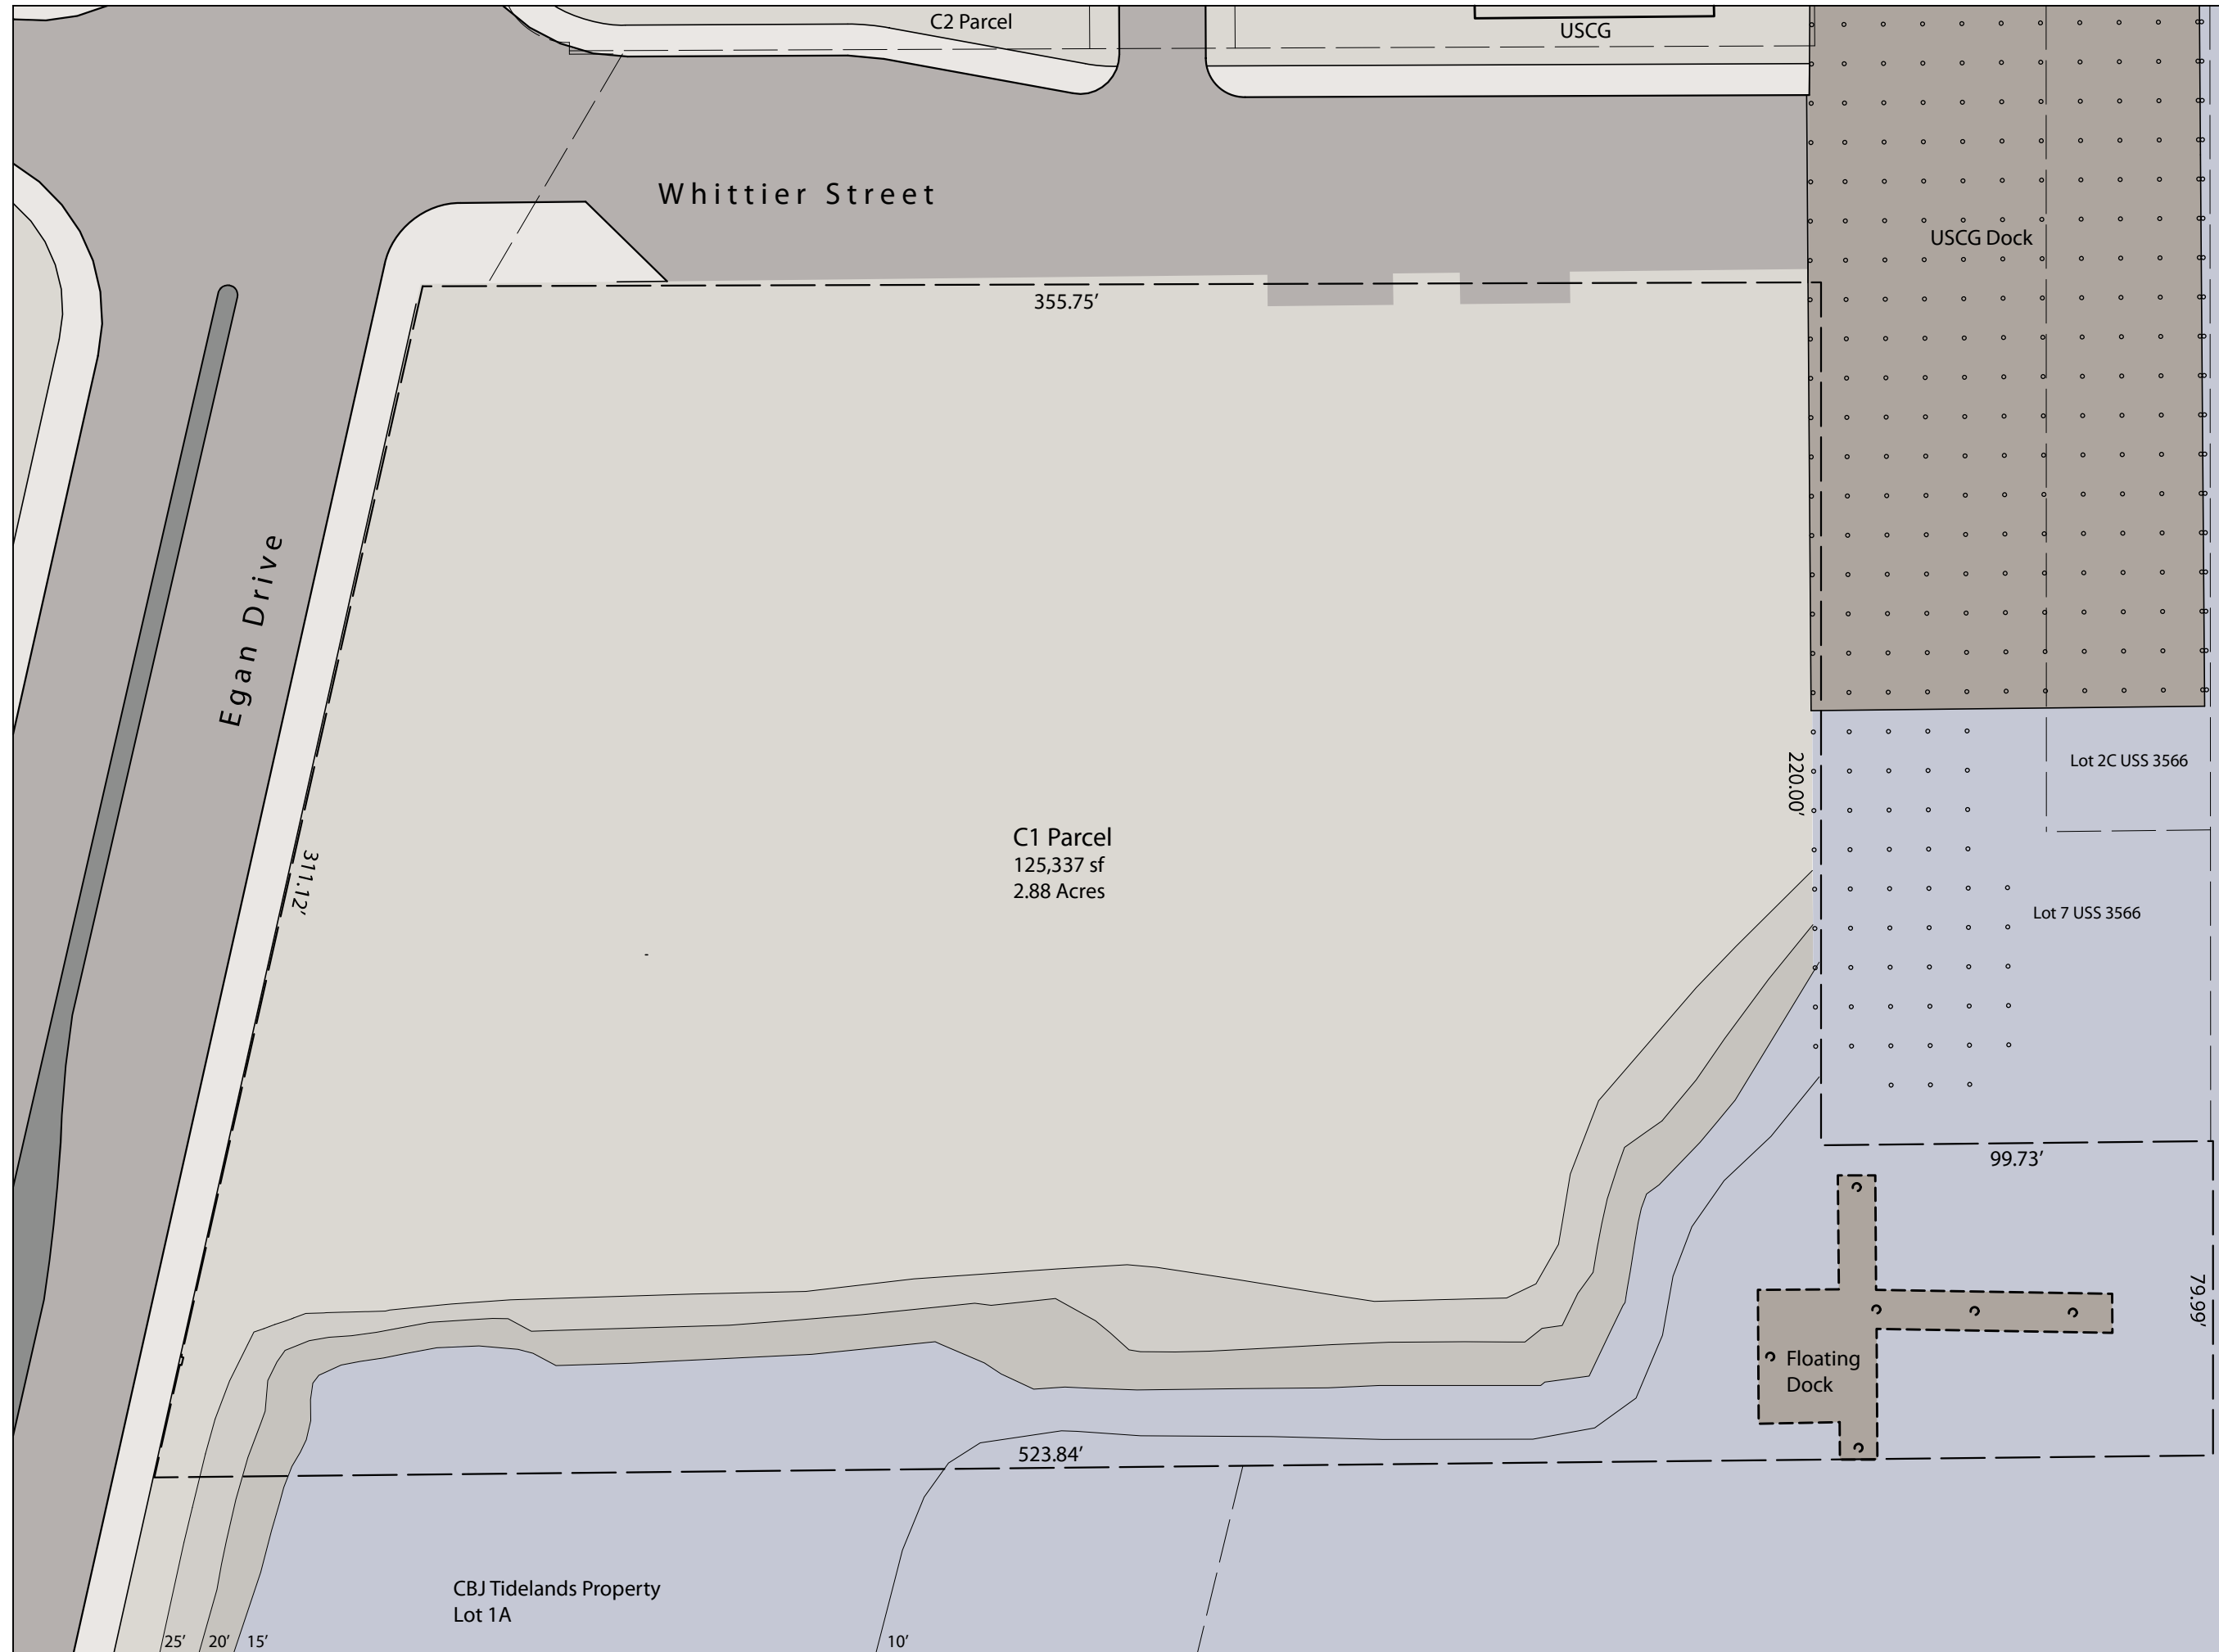 C2 Parcel
USCG
Whittier Street
USCG Dock
355.75’
Egan Drive
220.00’
Lot 2C USS 3566
C1 Parcel
125,337 sf
2.88 Acres
311.12’
Lot 7 USS 3566
99.73’
79.99’
Floating
Dock
523.84’
CBJ Tidelands Property
Lot 1A
25’ 20’ 15’ 10’